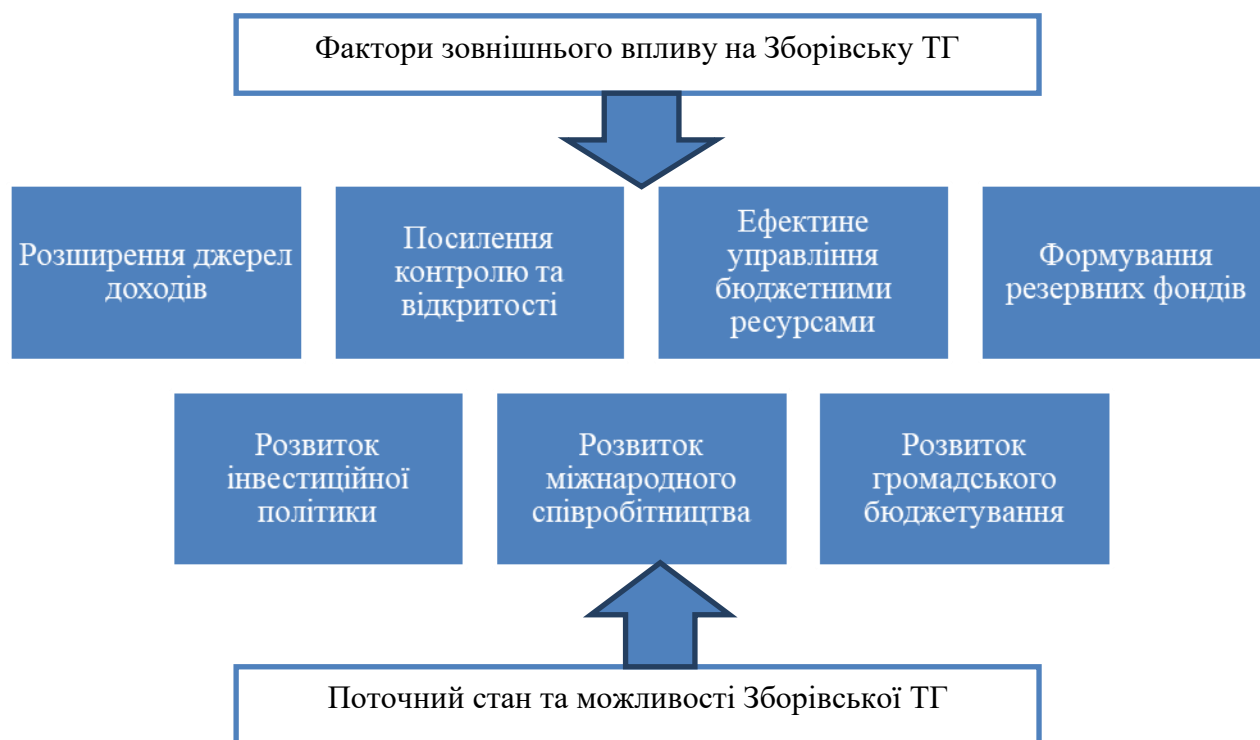 Фактори зовнішнього впливу на Зборівську ТГ
Розширення джерел
доходів
Посилення
контролю та
відкритості
Ефектине
управління
бюджетними
ресурсами
Формування
резервних фондів
Розвиток
інвестиційної
політики
Розвиток
міжнародного
співробітництва
Розвиток
громадського
бюджетування
Поточний стан та можливості Зборівської ТГ